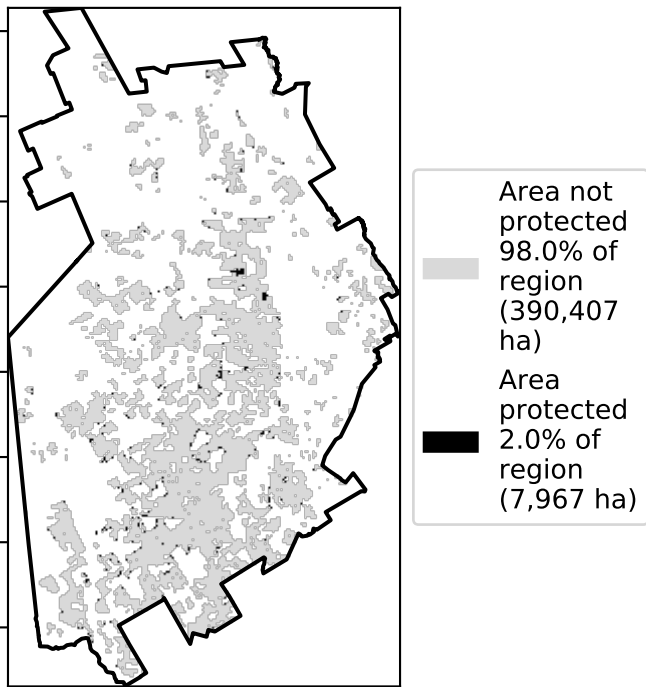 Area not
protected
98.0% of
region
(390,407
ha)
Area
protected
2.0% of
region
(7,967 ha)